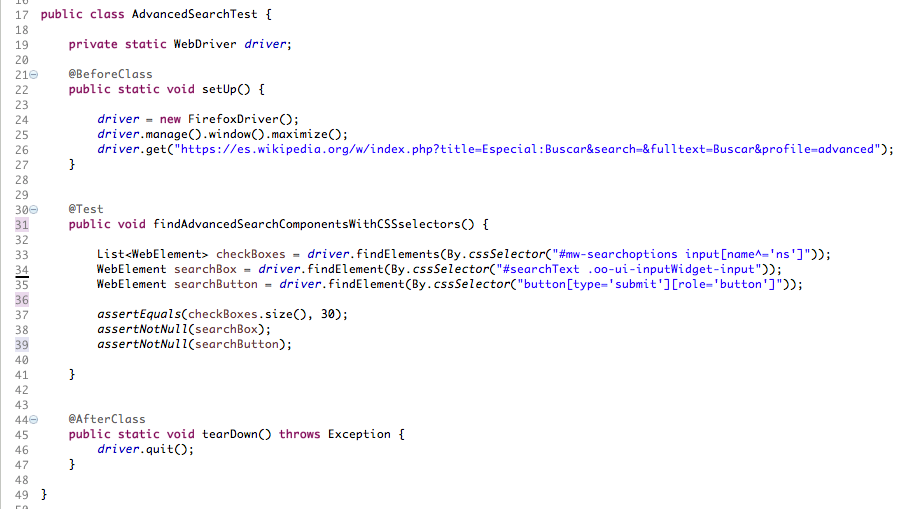 17 public class AdvancedSearchTest {
18
19     private static WebDriver driver;
20
21     @BeforeClass
22     public static void setUp() {
23
24         driver = new FirefoxDriver();
25         driver.manage().window().maximize();
26         driver.get("https://es.wikipedia.org/w/index.php?title=Especial:Buscar&search=&fulltext=Buscar&profile=advanced");
27     }
28
29
30     @Test
31     public void findAdvancedSearchComponentsWithCSSselectors() {
32
33         List<WebElement> checkBoxes = driver.findElements(By.cssSelector("#mw-searchoptions input[name^='ns']"));
34         WebElement searchBox = driver.findElement(By.cssSelector("#searchText .oo-ui-inputWidget-input"));
35         WebElement searchButton = driver.findElement(By.cssSelector("button[type='submit'][role='button']"));
36
37         assertEquals(checkBoxes.size(), 30);
38         assertNotNull(searchBox);
39         assertNotNull(searchButton);
40
41     }
42
43
44     @AfterClass
45     public static void tearDown() throws Exception {
46         driver.quit();
47     }
48
49 }